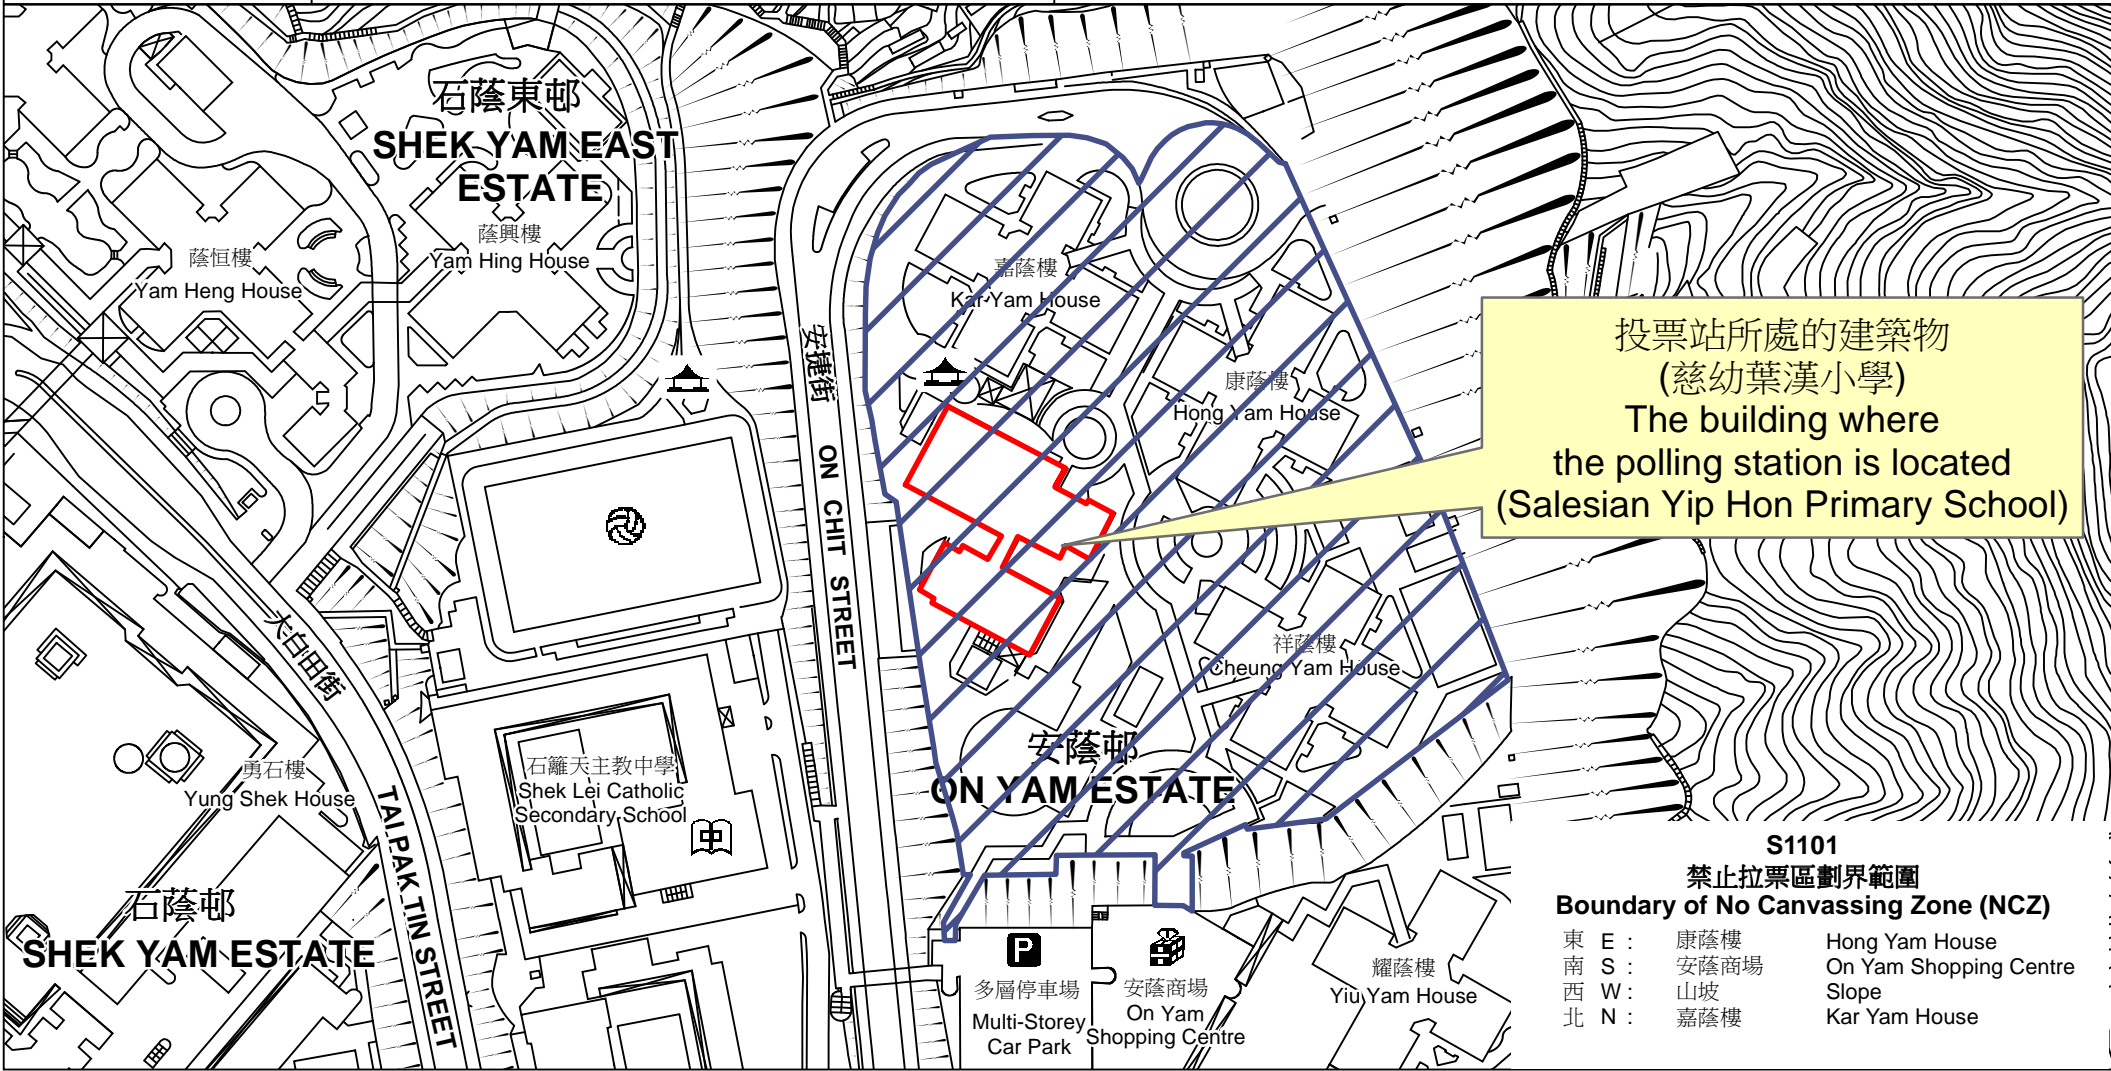 石蔭東邨
SHEK YAM EAST
ESTATE
蔭恒樓
Yam Heng House
蔭興樓
Yam Hing House
嘉蔭樓
Kar Yam House
康蔭樓
Hong Yam House
安捷街
ON CHIT STREET
投票站所處的建築物
(慈幼葉漢小學)
The building where
the polling station is located
(Salesian Yip Hon Primary School)
大白田街
TAI PAK TIN STREET
祥蔭樓
Cheung Yam House
安蔭邨
ON YAM ESTATE
石籬天主教中學
Shek Lei Catholic
Secondary School
中
勇石樓
Yung Shek House
石蔭邨
SHEK YAM ESTATE
P
多層停車場
Multi-Storey
Car Park
安蔭商場
On Yam
Shopping Centre
耀蔭樓
Yiu Yam House
S1101
禁止拉票區劃界範圍
Boundary of No Canvassing Zone (NCZ)
東 E : 康蔭樓 Hong Yam House
南 S : 安蔭商場 On Yam Shopping Centre
西 W : 山坡 Slope
北 N : 嘉蔭樓 Kar Yam House